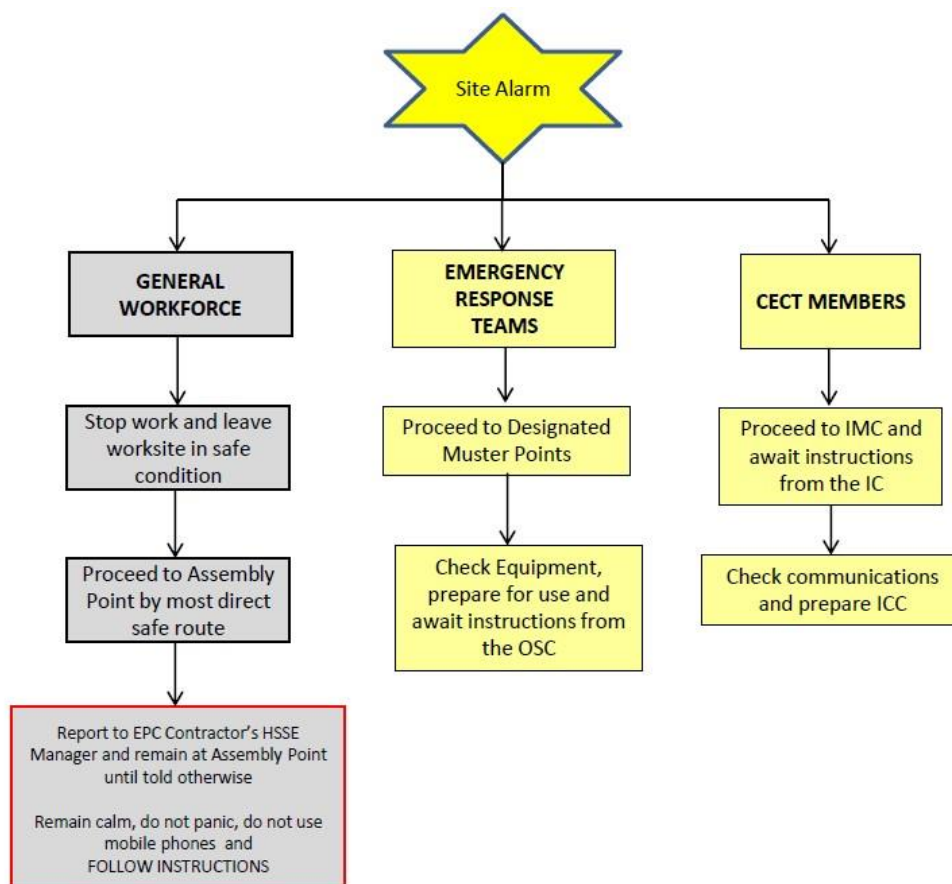 Site Alarm
GENERAL
WORKFORCE
EMERGENCY
RESPONSE
TEAMS
CECT MEMBERS
Stop work and leave
worksite in safe
condition
Proceed to Designated
Muster Points
Proceed to IMC and
await instructions
from the IC
Proceed to Assembly
Point by most direct
safe route
Check Equipment,
prepare for use and
await instructions from
the OSC
Check communications
and prepare ICC
Report to EPC Contractor’s HSSE
Manager and remain at Assembly Point
until told otherwise
Remain calm, do not panic, do not use
mobile phones and
FOLLOW INSTRUCTIONS